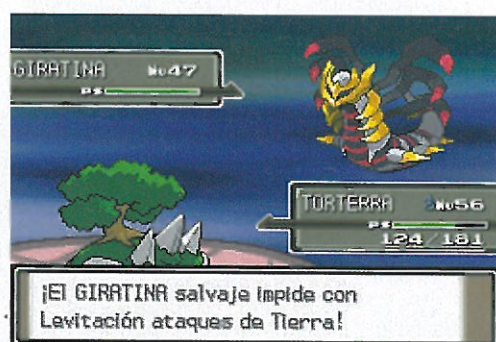 GIRATINA Nv47
PS
TORTERRA ♂Nv56
PS
124/181
¡El GIRATINA salvaje impide con
Levitación ataques de Tierra!